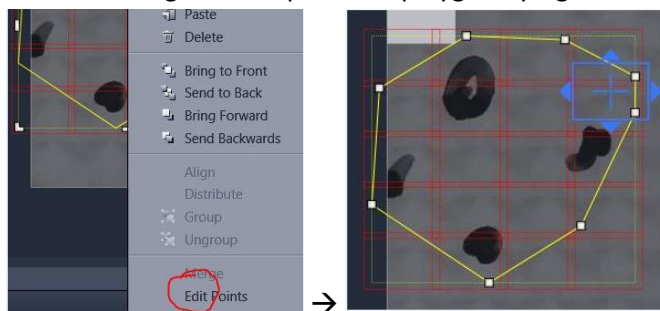 Paste
Delete
Bring to Front
Send to Back
Bring Forward
Send Backwards
Align
Distribute
Group
Ungroup
Merge
Edit Points
→